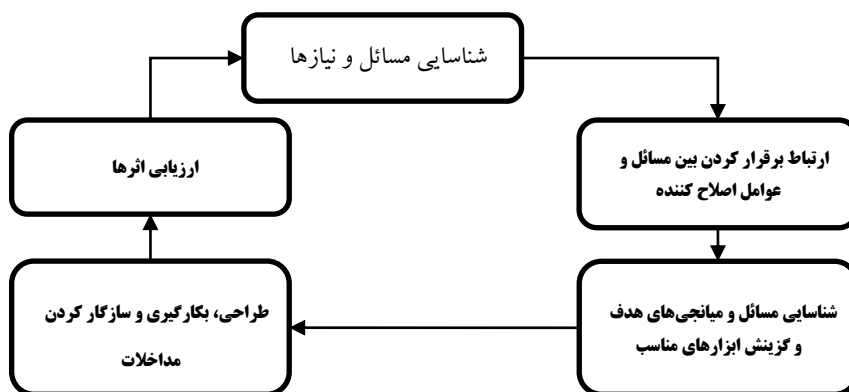 شناسایی مسائل و نیازها
ارتباط برقرار کردن بین مسائل و
عوامل اصلاح کننده
شناسایی مسائل و میانجی‌های هدف
و گزینش ابزارهای مناسب
طراحی، بکارگیری و سازگار کردن
مداخلات
ارزیابی اثرها